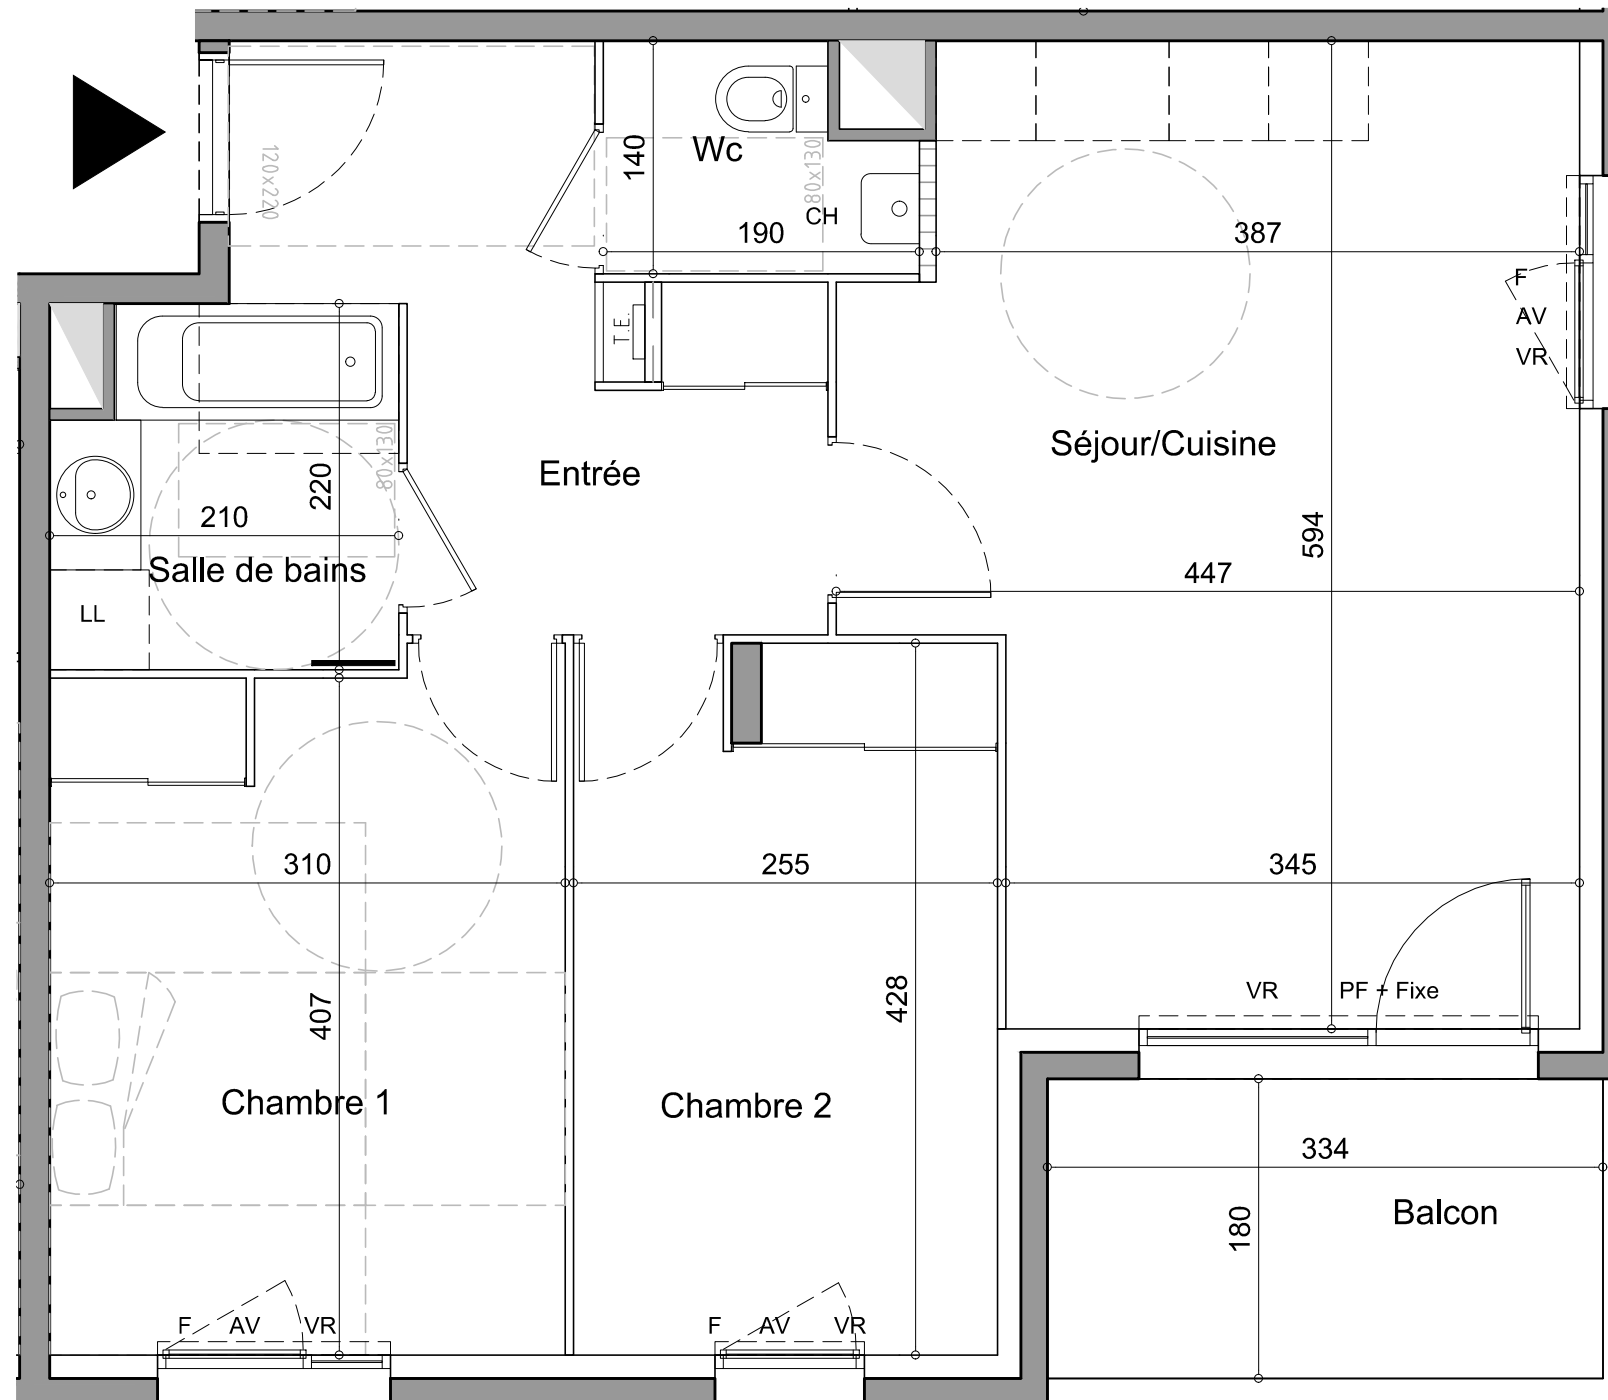 120x220
140
Wc
80x130
CH
190
387
F
AV
VR
T.E.
Séjour/Cuisine
Entrée
80x130
220
210
594
Salle de bains
447
LL
310
255
345
407
428
VR
PF + Fixe
Chambre 1
Chambre 2
334
180
Balcon
F
AV
VR
F
AV
VR